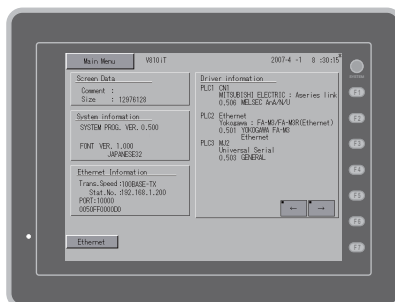 Main Menu
V810iT
2007-4 -1 8 :30:15
Screen Data
Comment :
Size : 12976128
System information
SYSTEM PROG. VER. 0.500
FONT VER. 1.000
JAPANESE32
Ethernet Information
Trans.Speed :100BASE-TX
Stat.No. :192.168.1.200
PORT:10000
0050FF0000D0
Ethernet
Driver information
PLC1 CN1
MITSUBISHI ELECTRIC : Aseries link
0.506 MELSEC AnA/N/U
PLC2 Ethernet
Yokogawa : FA-M3/FA-M3R(Ethernet)
0.501 YOKOGAWA FA-M3
Ethernet
PLC3 MJ2
Universal Serial
0.503 GENERAL
← →
SYSTEM
F1
F2
F3
F4
F5
F6
F7